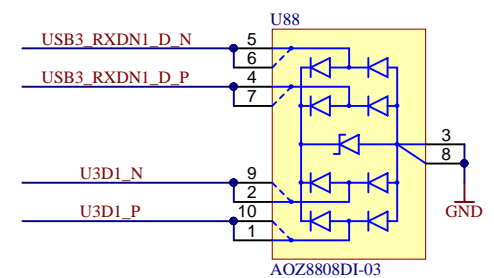 U88
USB3_RXDN1_D_N 5
6
USB3_RXDN1_D_P 4
7
3
8
U3D1_N 9
2
GND
U3D1_P 10
1
AOZ8808DI-03